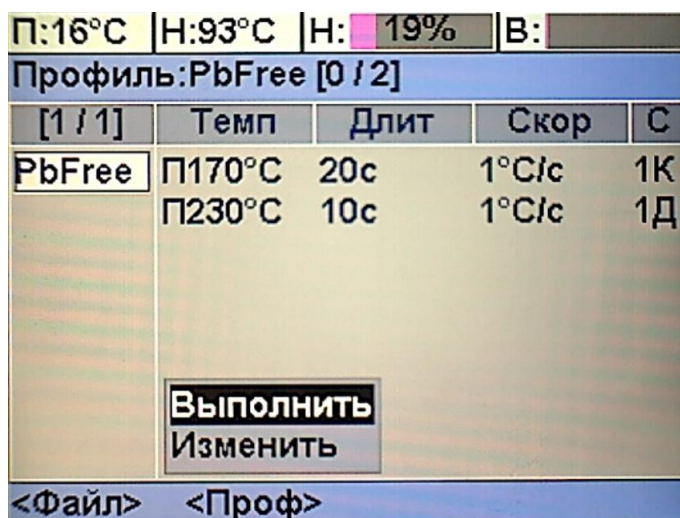 П:16°C Н:93°C Н: 19% В:
Профиль:PbFree [0 / 2]
[1 / 1] Темп Длит Скор С
PbFree П170°C 20с 1°C/с 1К
П230°C 10с 1°C/с 1Д
Выполнить
Изменить
<Файл> <Проф>